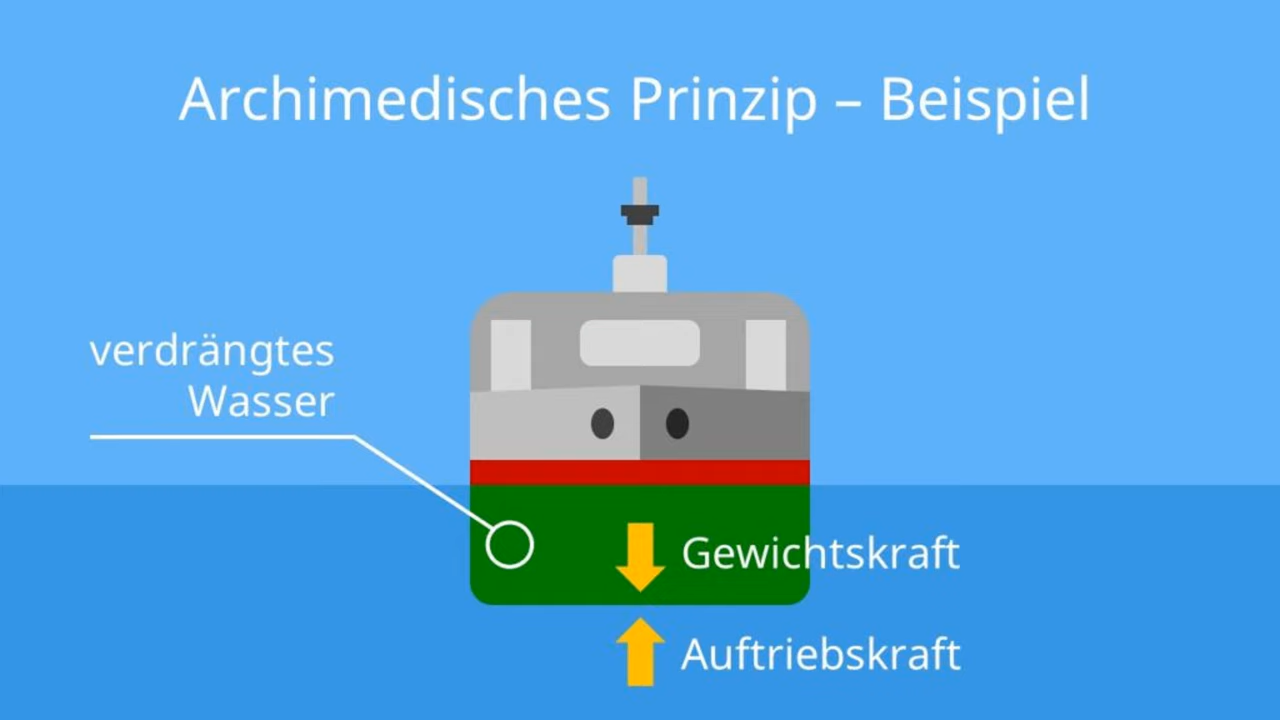 Archimedisches Prinzip – Beispiel
verdrängtes
Wasser
Gewichtskraft
Auftriebskraft